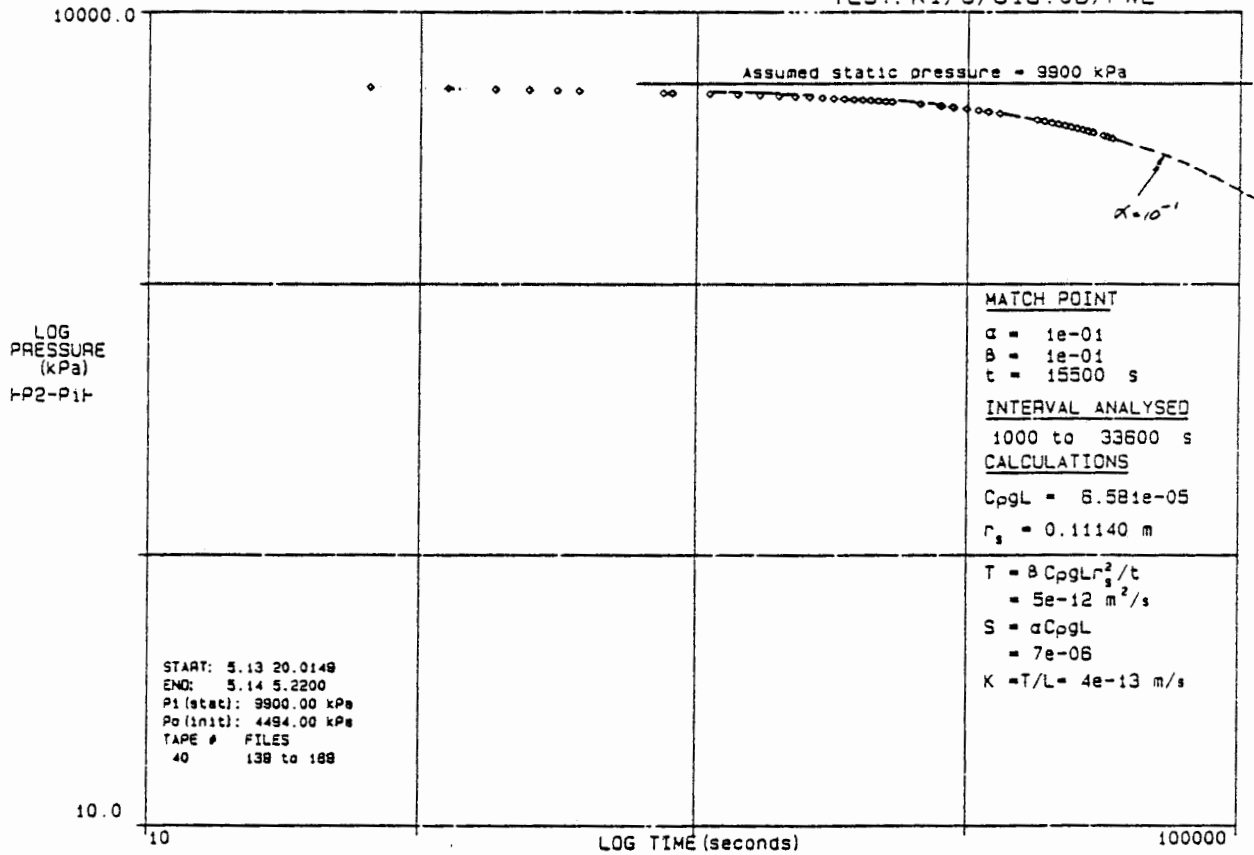 10000.0
Assumed static pressure = 9900 kPa
α=10⁻¹
LOG
PRESSURE
(kPa)
⊢P2-Pi⊢
MATCH POINT
α = 1e-01
β = 1e-01
t = 15500 s
INTERVAL ANALYSED
1000 to 33600 s
CALCULATIONS
CρgL = 6.581e-05
rₛ = 0.11140 m
T = β CρgLrₛ²/t
= 5e-12 m²/s
S = αCρgL
= 7e-06
K =T/L= 4e-13 m/s
START: 5.13 20.0149
END: 5.14 5.2200
Pi(stat): 9900.00 kPa
Po(init): 4494.00 kPa
TAPE # FILES
40 139 to 169
10.0
10
LOG TIME (seconds)
100000